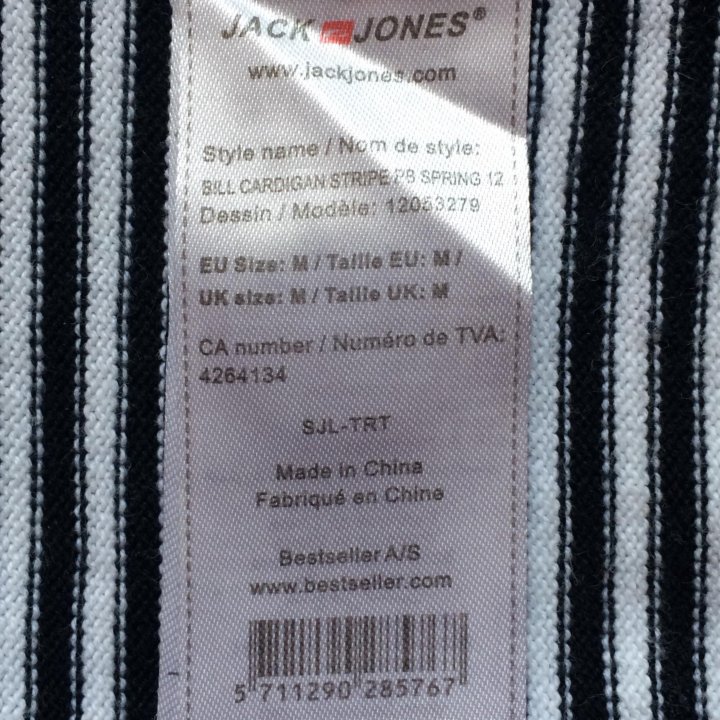 JACK JONES®
www.jackjones.com
Style name / Nom de style:
BILL CARDIGAN STRIPE PB SPRING 12
Dessin / Modèle: 12053279
EU Size: M / Taille EU: M /
UK size: M / Taille UK: M
CA number / Numéro de TVA:
4264134
SJL-TRT
Made in China
Fabriqué en Chine
Bestseller A/S
www.bestseller.com
5 711290 285767